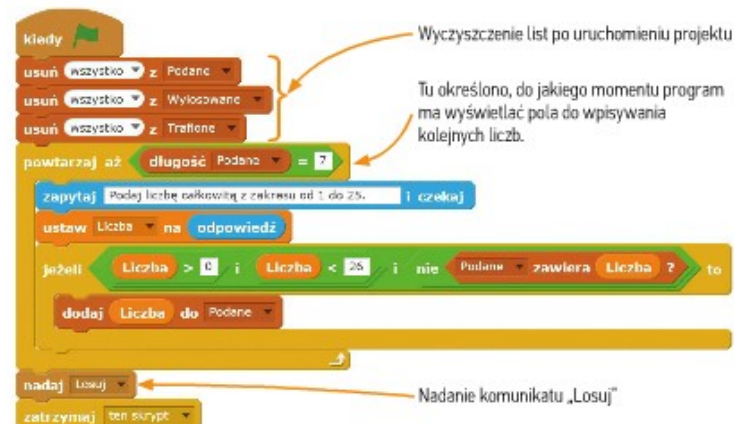 kiedy
Wyczyszczenie list po uruchomieniu projektu
usuń wszystko z Podane
usuń wszystko z Wylosowane
usuń wszystko z Trafione
Tu określono, do jakiego momentu program
ma wyświetlać pola do wpisywania
kolejnych liczb.
powtarzaj aż długość Podane = 7
zapytaj Podaj liczbę całkowitą z zakresu od 1 do 25. i czekaj
ustaw Liczba na odpowiedź
jeżeli Liczba > 0 i Liczba < 26 i nie Podane zawiera Liczba ? to
dodaj Liczba do Podane
nadaj Losuj
Nadanie komunikatu „Losuj”
zatrzymaj ten skrypt